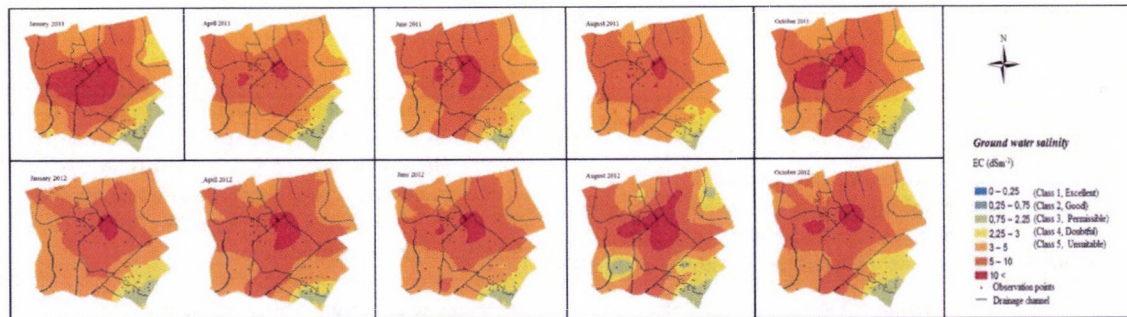 January 2011
April 2011
June 2011
August 2011
October 2011
N
Ground water salinity
EC (dSm⁻¹)
0 – 0,25 (Class 1, Excellent)
0,25 – 0,75 (Class 2, Good)
0,75 – 2,25 (Class 3, Permissible)
2,25 – 3 (Class 4, Doubtful)
3 – 5 (Class 5, Unsuitable)
5 – 10
10 <
Observation points
Drainage channel
January 2012
April 2012
June 2012
August 2012
October 2012